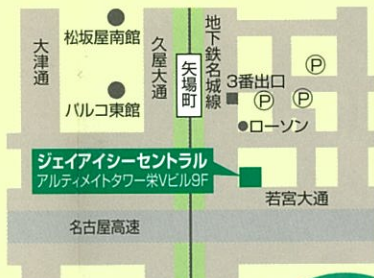 松坂屋南館
大津通
久屋大通
矢場町
地下鉄名城線
3番出口
P
P
P
パルコ東館
ローソン
ジェイアイシーセントラル
アルティメイトタワー栄Vビル9F
若宮大通
名古屋高速